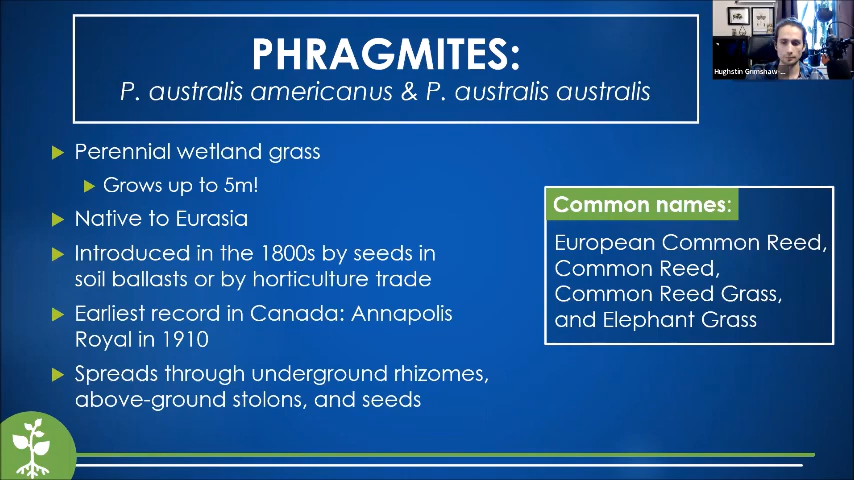 PHRAGMITES:
P. australis americanus & P. australis australis
Hughstin Grimshaw-...
Perennial wetland grass
Grows up to 5m!
Native to Eurasia
Introduced in the 1800s by seeds in
soil ballasts or by horticulture trade
Earliest record in Canada: Annapolis
Royal in 1910
Spreads through underground rhizomes,
above-ground stolons, and seeds
Common names:
European Common Reed,
Common Reed,
Common Reed Grass,
and Elephant Grass